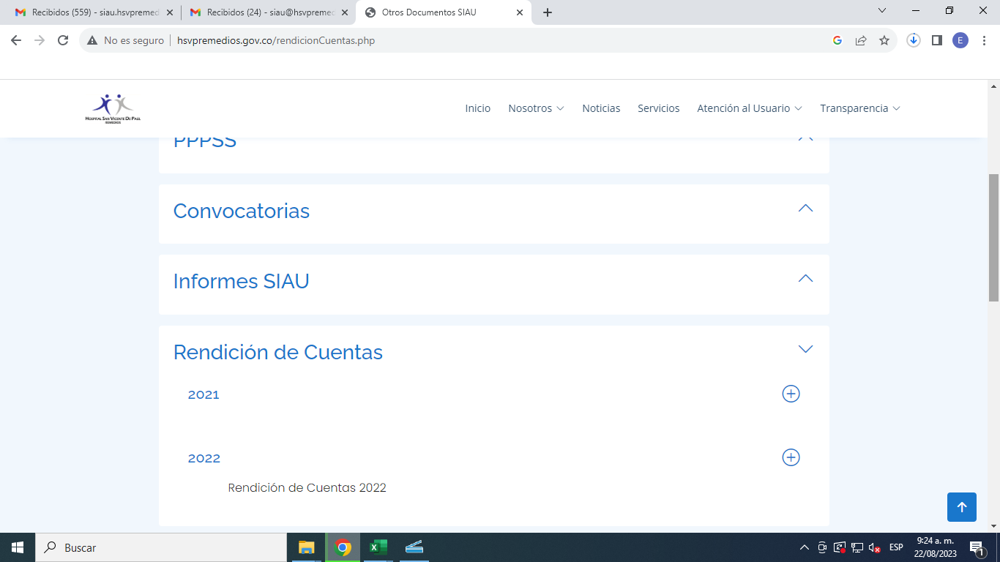 Recibidos (559) - siau.hsvpremed
Recibidos (24) - siau@hsvpremed
Otros Documentos SIAU
No es seguro
hsvpremedios.gov.co/rendicionCuentas.php
E
HOSPITAL SAN VICENTE DE PAUL
REMEDIOS
Inicio
Nosotros
Noticias
Servicios
Atención al Usuario
Transparencia
PPPSS
Convocatorias
Informes SIAU
Rendición de Cuentas
2021
2022
Rendición de Cuentas 2022
Buscar
ESP
9:24 a. m.
22/08/2023
1